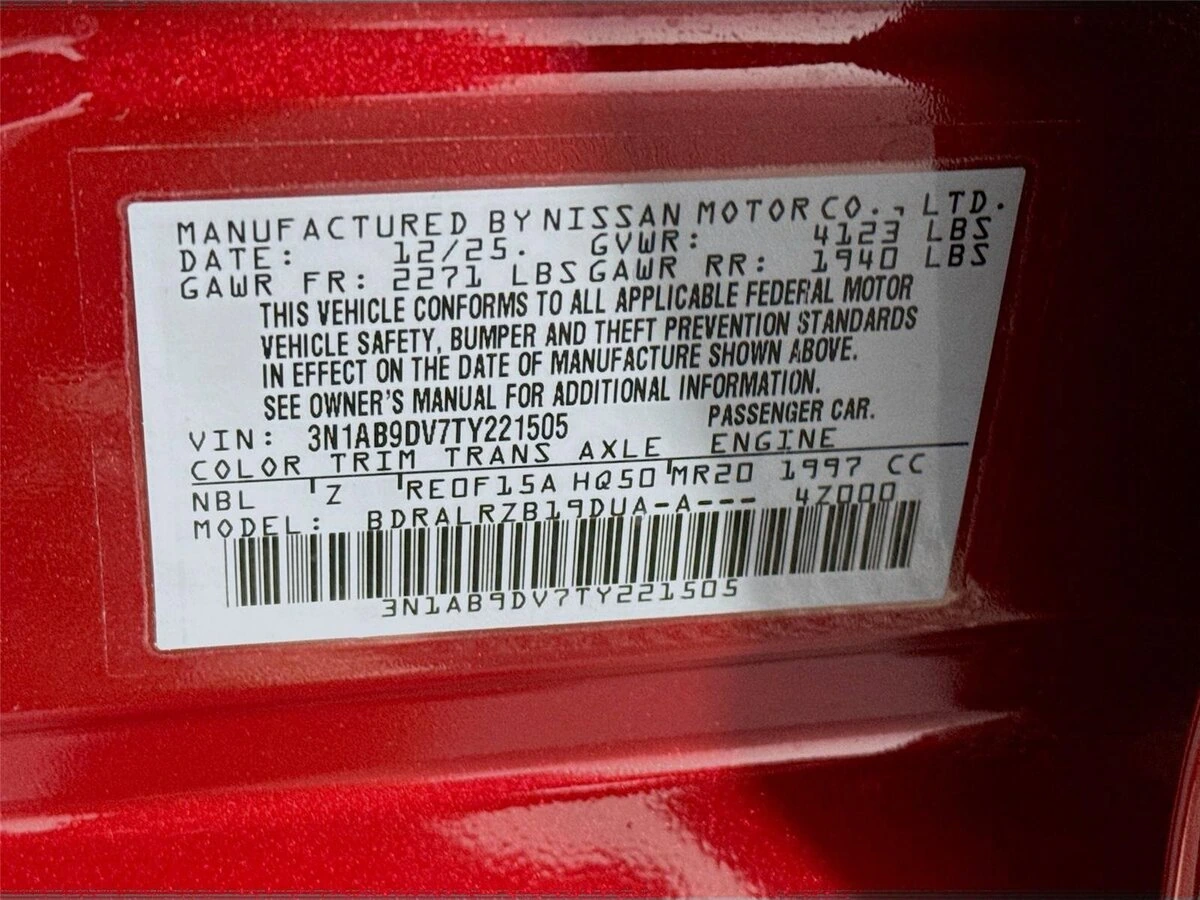 MANUFACTURED BY NISSAN MOTOR CO., LTD.
DATE: 12/25. GVWR: 4123 LBS
GAWR FR: 2271 LBS GAWR RR: 1940 LBS
THIS VEHICLE CONFORMS TO ALL APPLICABLE FEDERAL MOTOR
VEHICLE SAFETY, BUMPER AND THEFT PREVENTION STANDARDS
IN EFFECT ON THE DATE OF MANUFACTURE SHOWN ABOVE.
SEE OWNER'S MANUAL FOR ADDITIONAL INFORMATION.
VIN: 3N1AB9DV7TY221505 PASSENGER CAR.
COLOR TRIM TRANS AXLE ENGINE
NBL Z RE0F15A HQ50 MR20 1997 CC
MODEL: BDRALRZB19DUA-A--- 4Z000
3N1AB9DV7TY221505